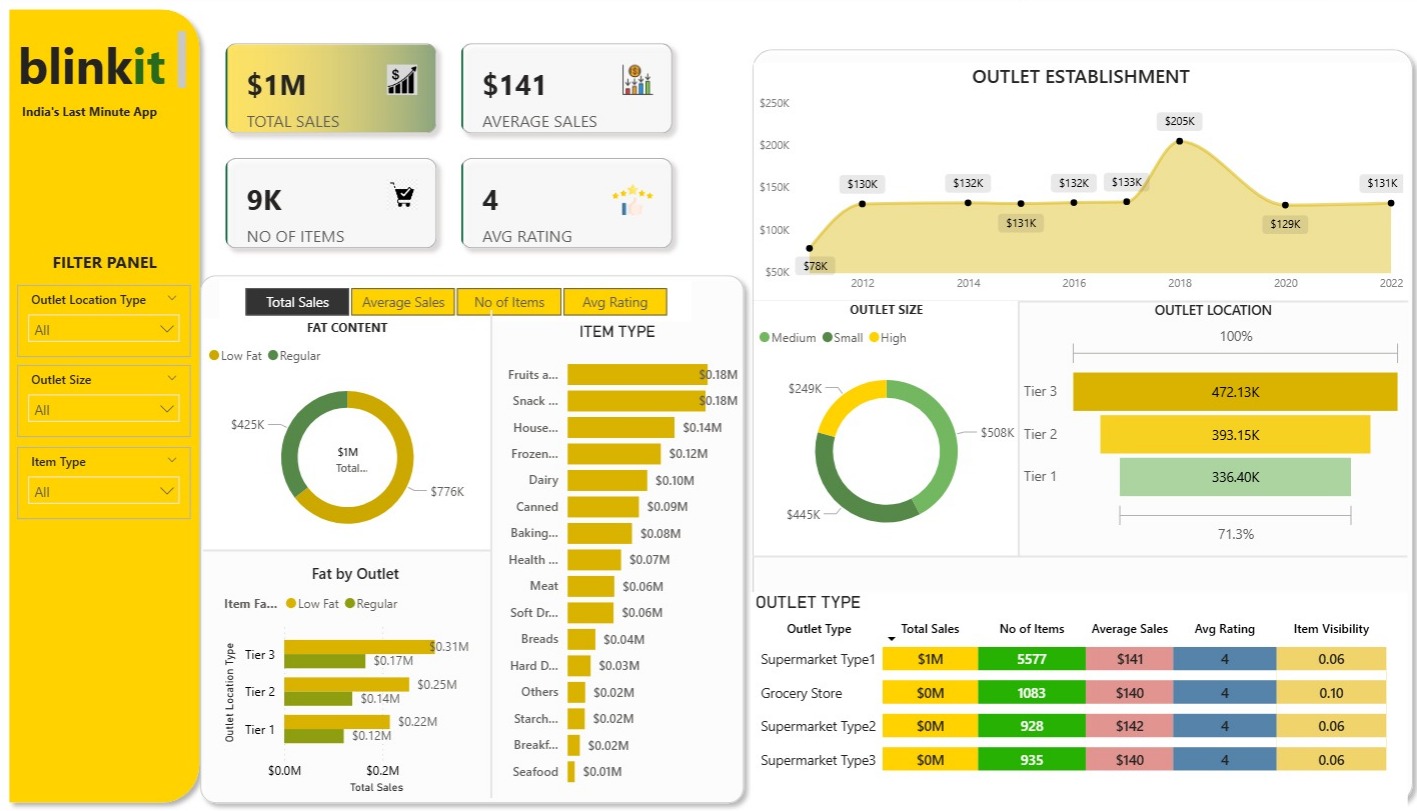 blinkit
India's Last Minute App
FILTER PANEL
Outlet Location Type
All
Outlet Size
All
Item Type
All
$1M
TOTAL SALES
$141
AVERAGE SALES
9K
NO OF ITEMS
4
AVG RATING
Total Sales Average Sales No of Items Avg Rating
FAT CONTENT
Low Fat Regular
$425K
$1M
Total...
$776K
Fat by Outlet
Item Fa... Low Fat Regular
Outlet Location Type
Tier 3 $0.31M
$0.17M
Tier 2 $0.25M
$0.14M
Tier 1 $0.22M
$0.12M
$0.0M $0.2M
Total Sales
ITEM TYPE
Fruits a... $0.18M
Snack ... $0.18M
House... $0.14M
Frozen... $0.12M
Dairy $0.10M
Canned $0.09M
Baking... $0.08M
Health ... $0.07M
Meat $0.06M
Soft Dr... $0.06M
Breads $0.04M
Hard D... $0.03M
Others $0.02M
Starch... $0.02M
Breakf... $0.02M
Seafood $0.01M
OUTLET ESTABLISHMENT
$250K
$200K
$150K
$100K
$50K
$78K
$130K
$132K
$131K
$132K
$133K
$205K
$129K
$131K
2012 2014 2016 2018 2020 2022
OUTLET SIZE
Medium Small High
$249K
$508K
$445K
OUTLET LOCATION
100%
Tier 3 472.13K
Tier 2 393.15K
Tier 1 336.40K
71.3%
OUTLET TYPE
Outlet Type Total Sales No of Items Average Sales Avg Rating Item Visibility
Supermarket Type1 $1M 5577 $141 4 0.06
Grocery Store $0M 1083 $140 4 0.10
Supermarket Type2 $0M 928 $142 4 0.06
Supermarket Type3 $0M 935 $140 4 0.06